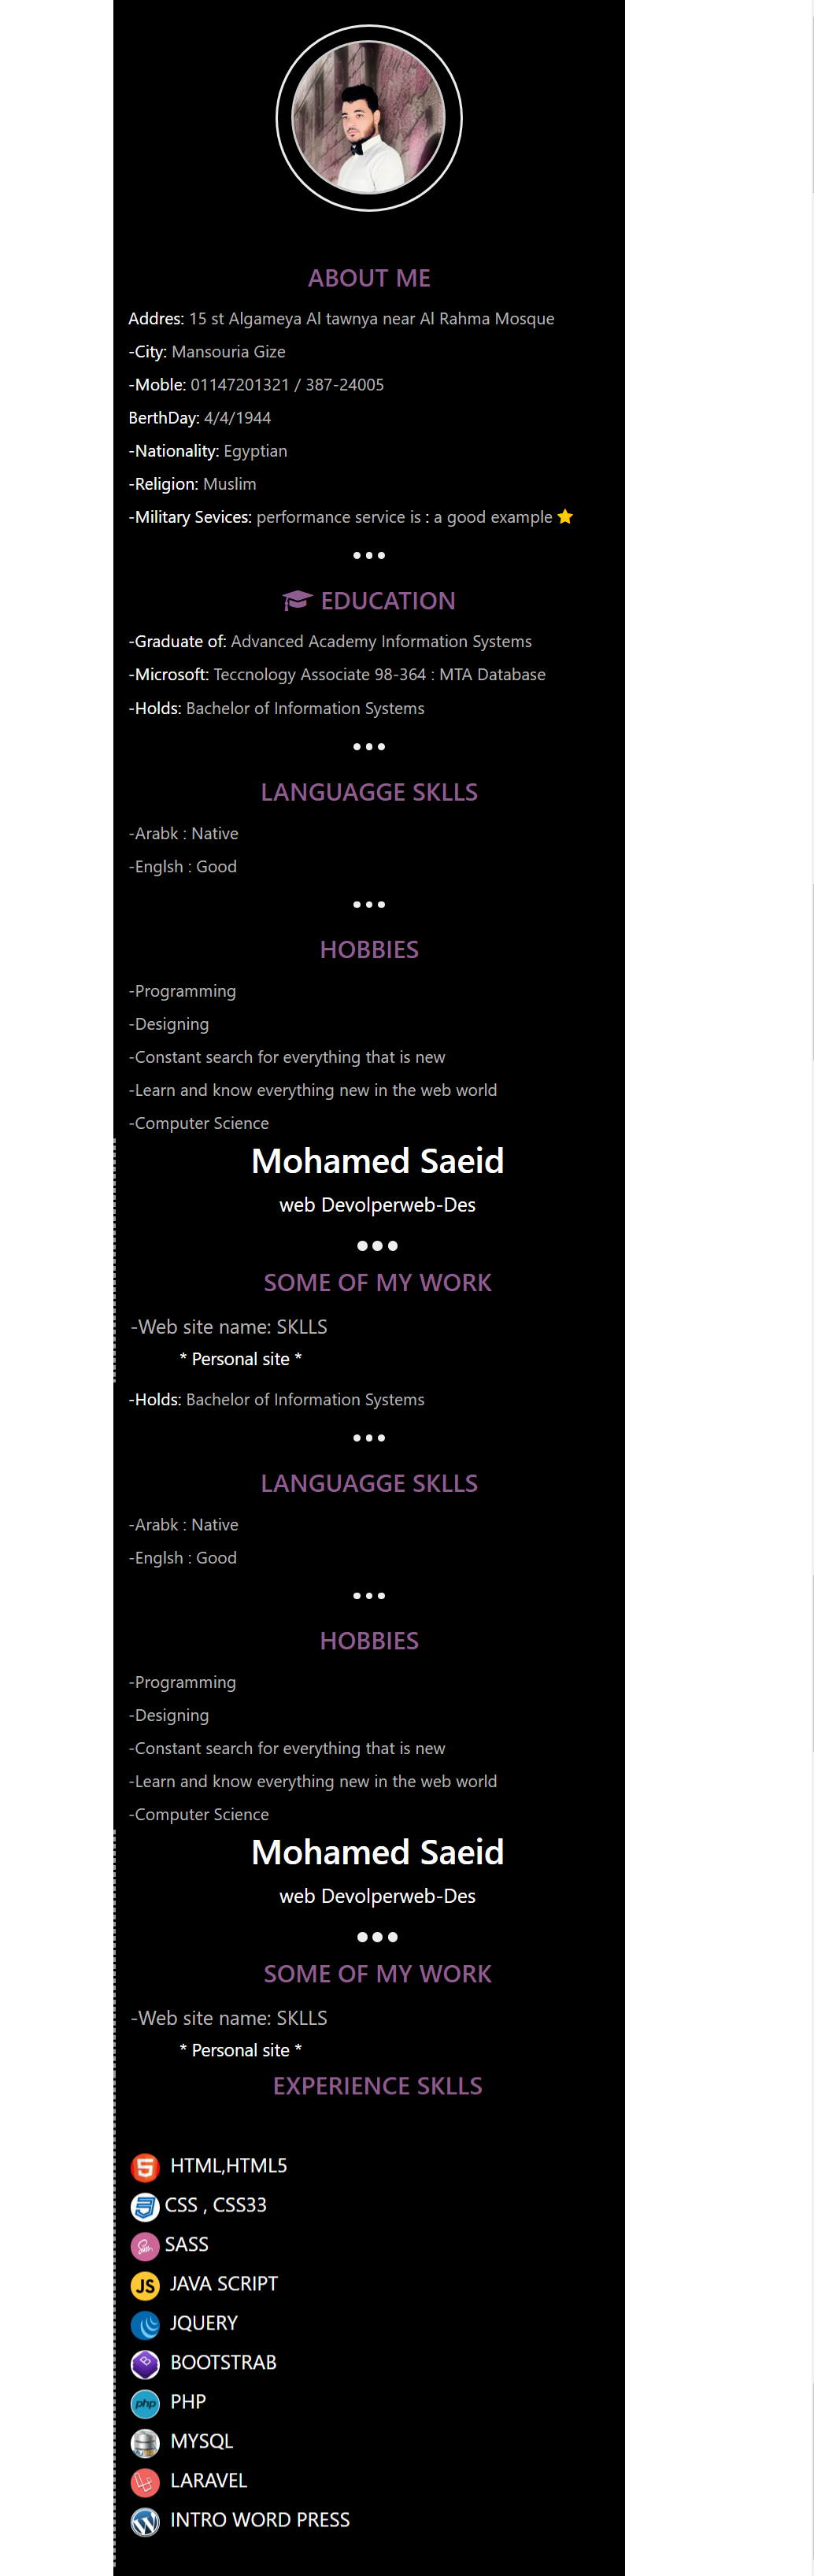 ABOUT ME
Addres: 15 st Algameya Al tawnya near Al Rahma Mosque
-City: Mansouria Gize
-Moble: 01147201321 / 387-24005
BerthDay: 4/4/1944
-Nationality: Egyptian
-Religion: Muslim
-Military Sevices: performance service is : a good example
EDUCATION
-Graduate of: Advanced Academy Information Systems
-Microsoft: Teccnology Associate 98-364 : MTA Database
-Holds: Bachelor of Information Systems
LANGUAGGE SKLLS
-Arabk : Native
-Englsh : Good
HOBBIES
-Programming
-Designing
-Constant search for everything that is new
-Learn and know everything new in the web world
-Computer Science
Mohamed Saeid
web Devolperweb-Des
SOME OF MY WORK
-Web site name: SKLLS
* Personal site *
-Holds: Bachelor of Information Systems
LANGUAGGE SKLLS
-Arabk : Native
-Englsh : Good
HOBBIES
-Programming
-Designing
-Constant search for everything that is new
-Learn and know everything new in the web world
-Computer Science
Mohamed Saeid
web Devolperweb-Des
SOME OF MY WORK
-Web site name: SKLLS
* Personal site *
EXPERIENCE SKLLS
5 HTML,HTML5
3 CSS , CSS33
Sass SASS
JS JAVA SCRIPT
JQUERY
B BOOTSTRAB
php PHP
MYSQL
LARAVEL
W INTRO WORD PRESS